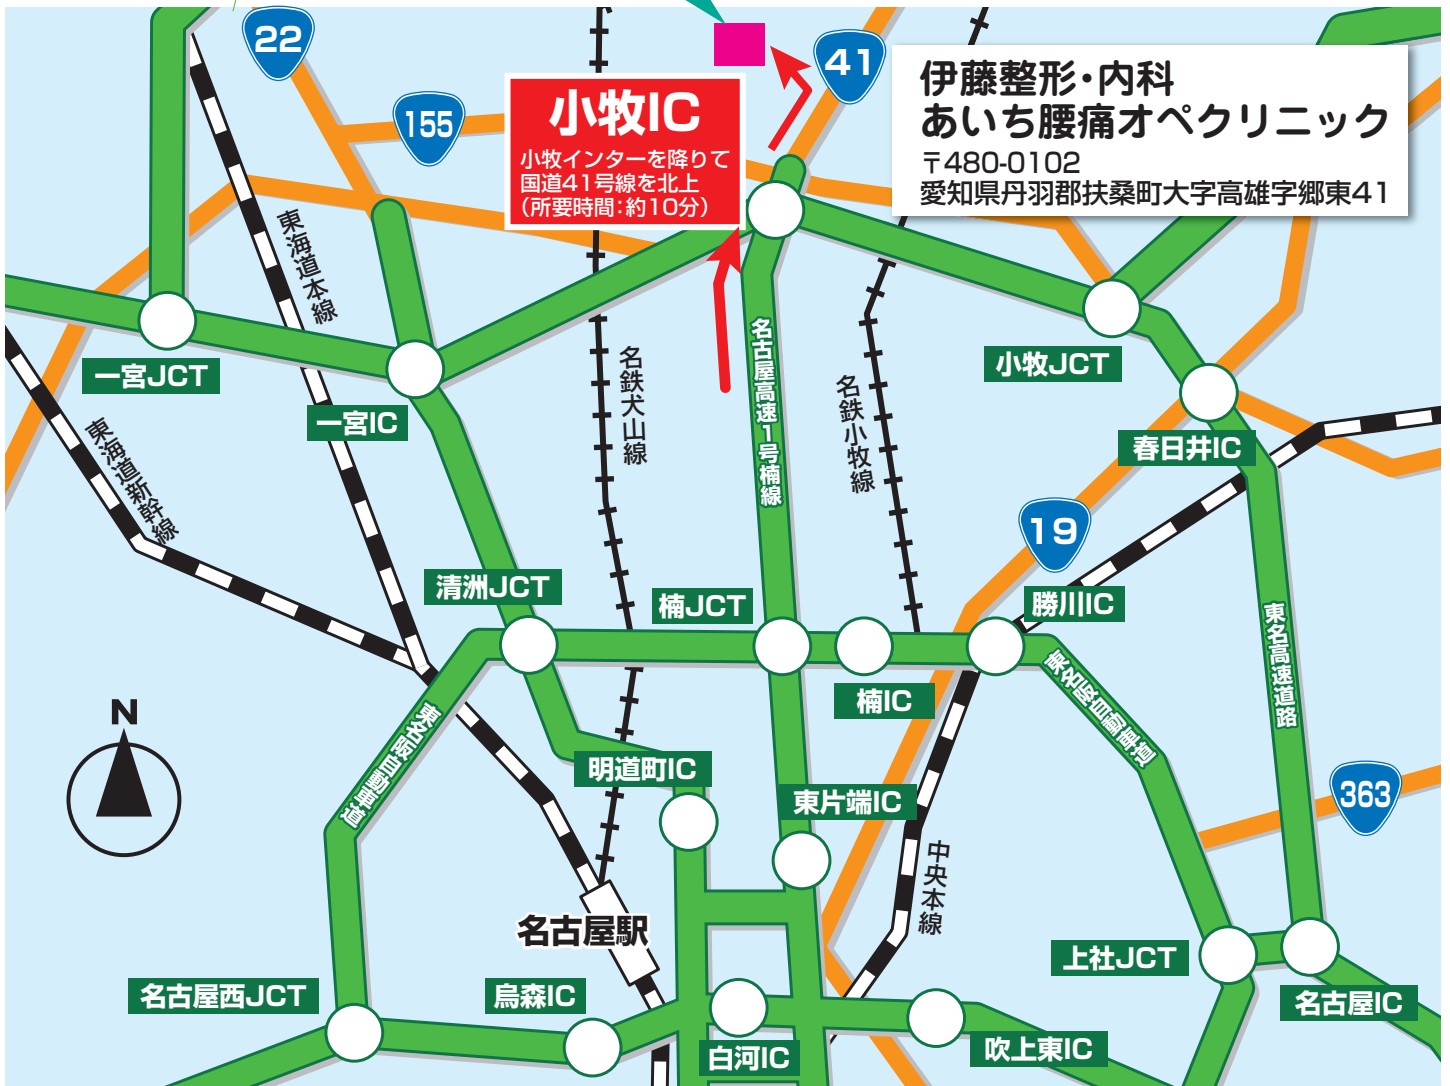 22
155
41
小牧IC
小牧インターを降りて
国道41号線を北上
(所要時間:約10分)
伊藤整形・内科
あいち腰痛オペクリニック
〒480-0102
愛知県丹羽郡扶桑町大字高雄字郷東41
東海道本線
一宮JCT
一宮IC
名鉄犬山線
名古屋高速1号楠線
名鉄小牧線
小牧JCT
春日井IC
東海道新幹線
19
清洲JCT
楠JCT
勝川IC
楠IC
東名阪自動車道
東名高速道路
N
東名阪自動車道
明道町IC
東片端IC
363
中央本線
名古屋駅
上社JCT
名古屋西JCT
烏森IC
名古屋IC
白河IC
吹上東IC